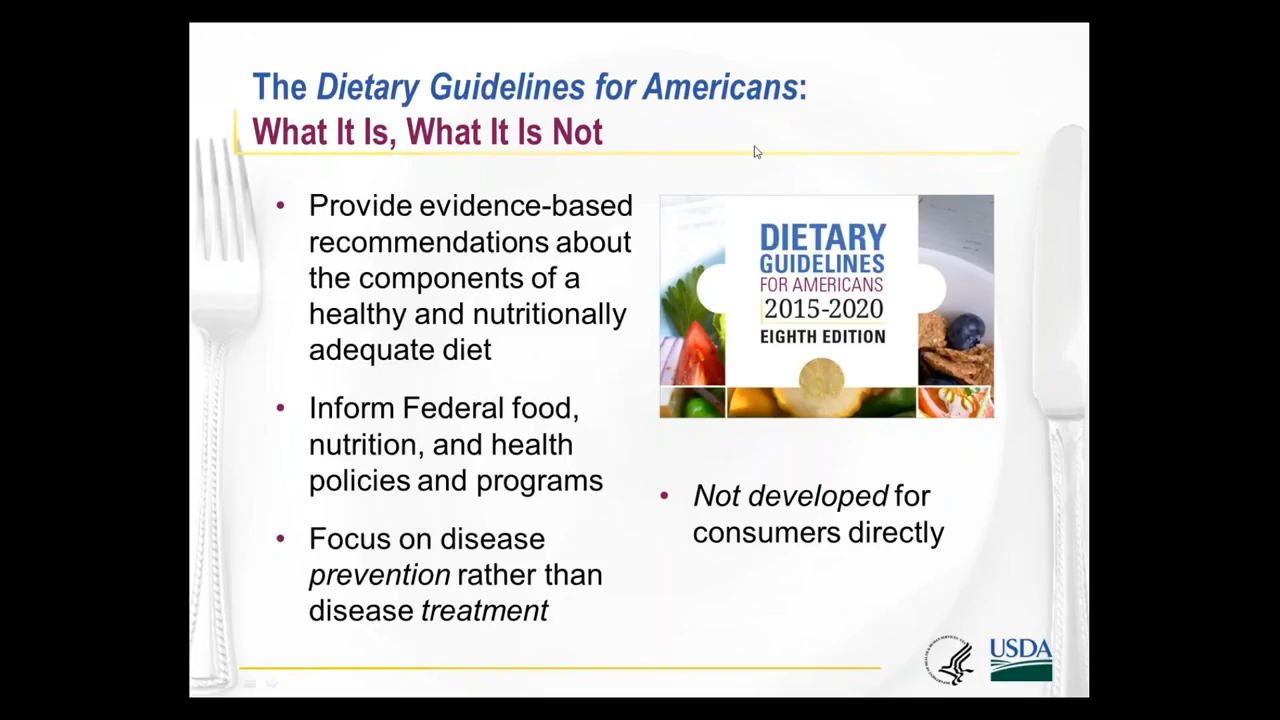 The Dietary Guidelines for Americans:
What It Is, What It Is Not
• Provide evidence-based
recommendations about
the components of a
healthy and nutritionally
adequate diet
• Inform Federal food,
nutrition, and health
policies and programs
• Focus on disease
prevention rather than
disease treatment
DIETARY
GUIDELINES
FOR AMERICANS
2015-2020
EIGHTH EDITION
• Not developed for
consumers directly
USDA